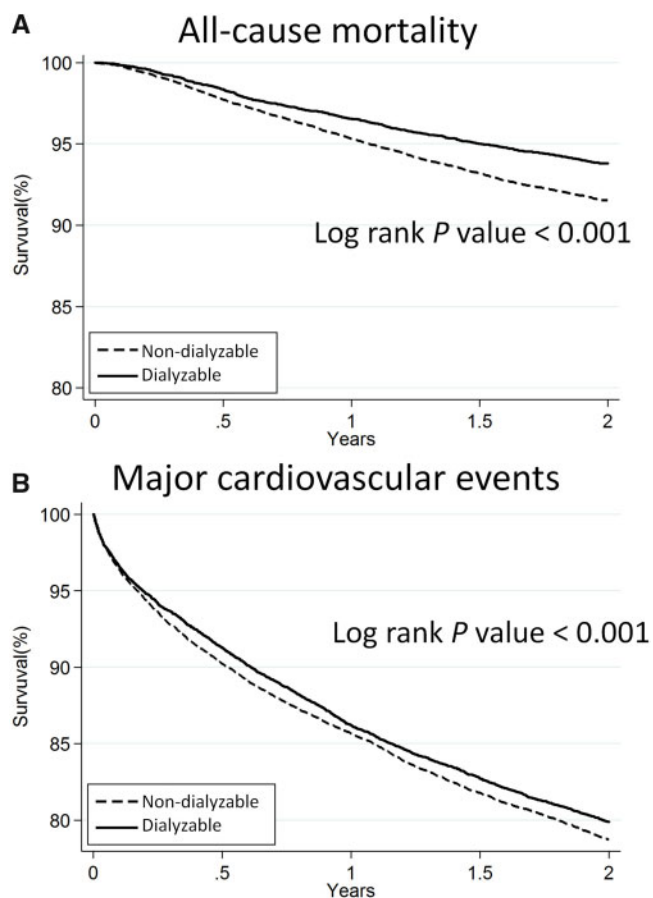 A
All-cause mortality
100
95
90
85
80
Survuval(%)
Log rank P value < 0.001
Non-dialyzable
Dialyzable
0
.5
1
1.5
2
Years
B
Major cardiovascular events
100
95
90
85
80
Survuval(%)
Log rank P value < 0.001
Non-dialyzable
Dialyzable
0
.5
1
1.5
2
Years